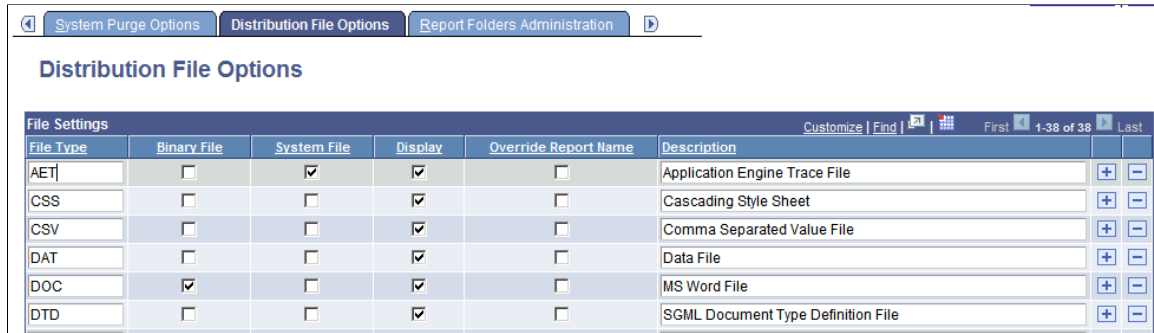 System Purge Options Distribution File Options Report Folders Administration
Distribution File Options
File Settings Customize | Find | | First 1-38 of 38 Last
File Type Binary File System File Display Override Report Name Description
AET Application Engine Trace File
CSS Cascading Style Sheet
CSV Comma Separated Value File
DAT Data File
DOC MS Word File
DTD SGML Document Type Definition File